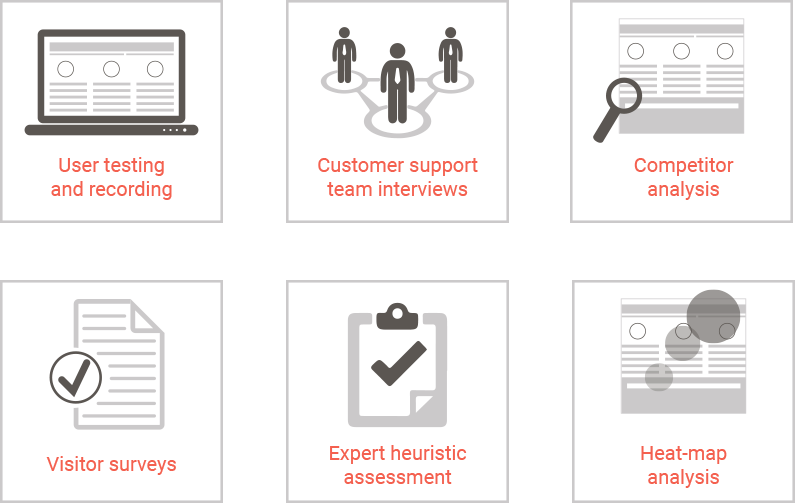 User testing
and recording
Customer support
team interviews
Competitor
analysis
Visitor surveys
Expert heuristic
assessment
Heat-map
analysis